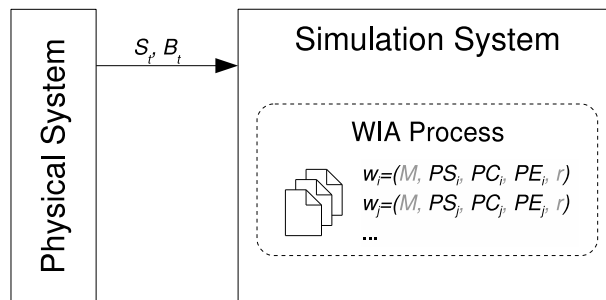 Physical System
S_t, B_t
Simulation System
WIA Process
w_i=(M, PS_i, PC_i, PE_i, r)
w_j=(M, PS_j, PC_j, PE_j, r)
...